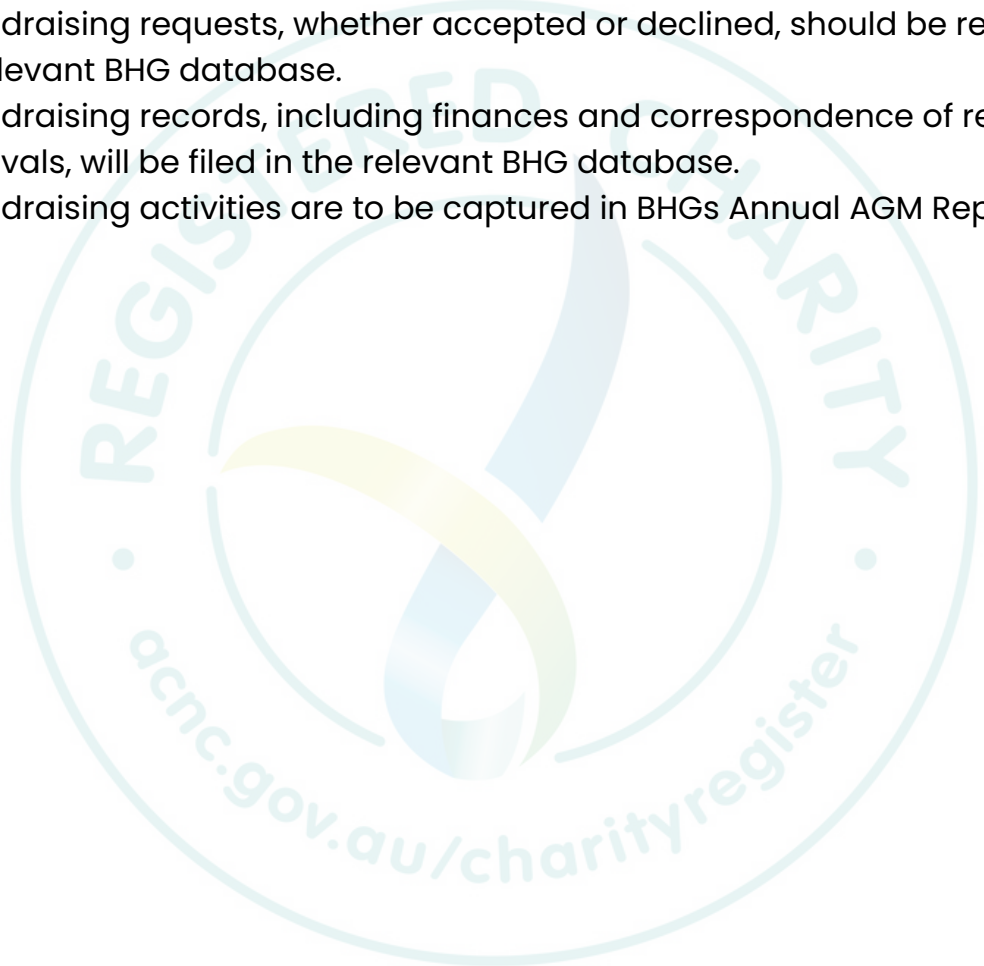 draising requests, whether accepted or declined, should be re
levant BHG database.
draising records, including finances and correspondence of re
vals, will be filed in the relevant BHG database.
draising activities are to be captured in BHGs Annual AGM Rep
REGISTERED CHARITY
acnc.gov.au/charityregister